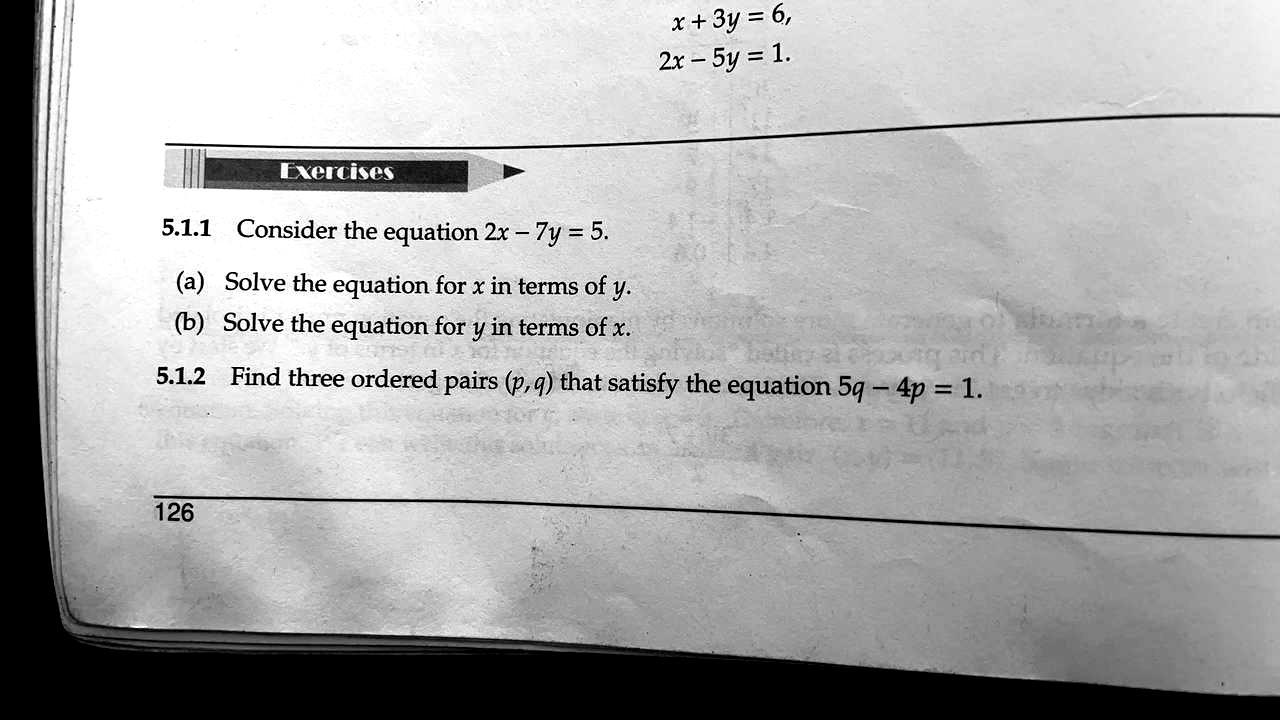 x + 3y = 6,
2x − 5y = 1.
Exercises
5.1.1 Consider the equation 2x − 7y = 5.
(a) Solve the equation for x in terms of y.
(b) Solve the equation for y in terms of x.
5.1.2 Find three ordered pairs (p, q) that satisfy the equation 5q − 4p = 1.
126